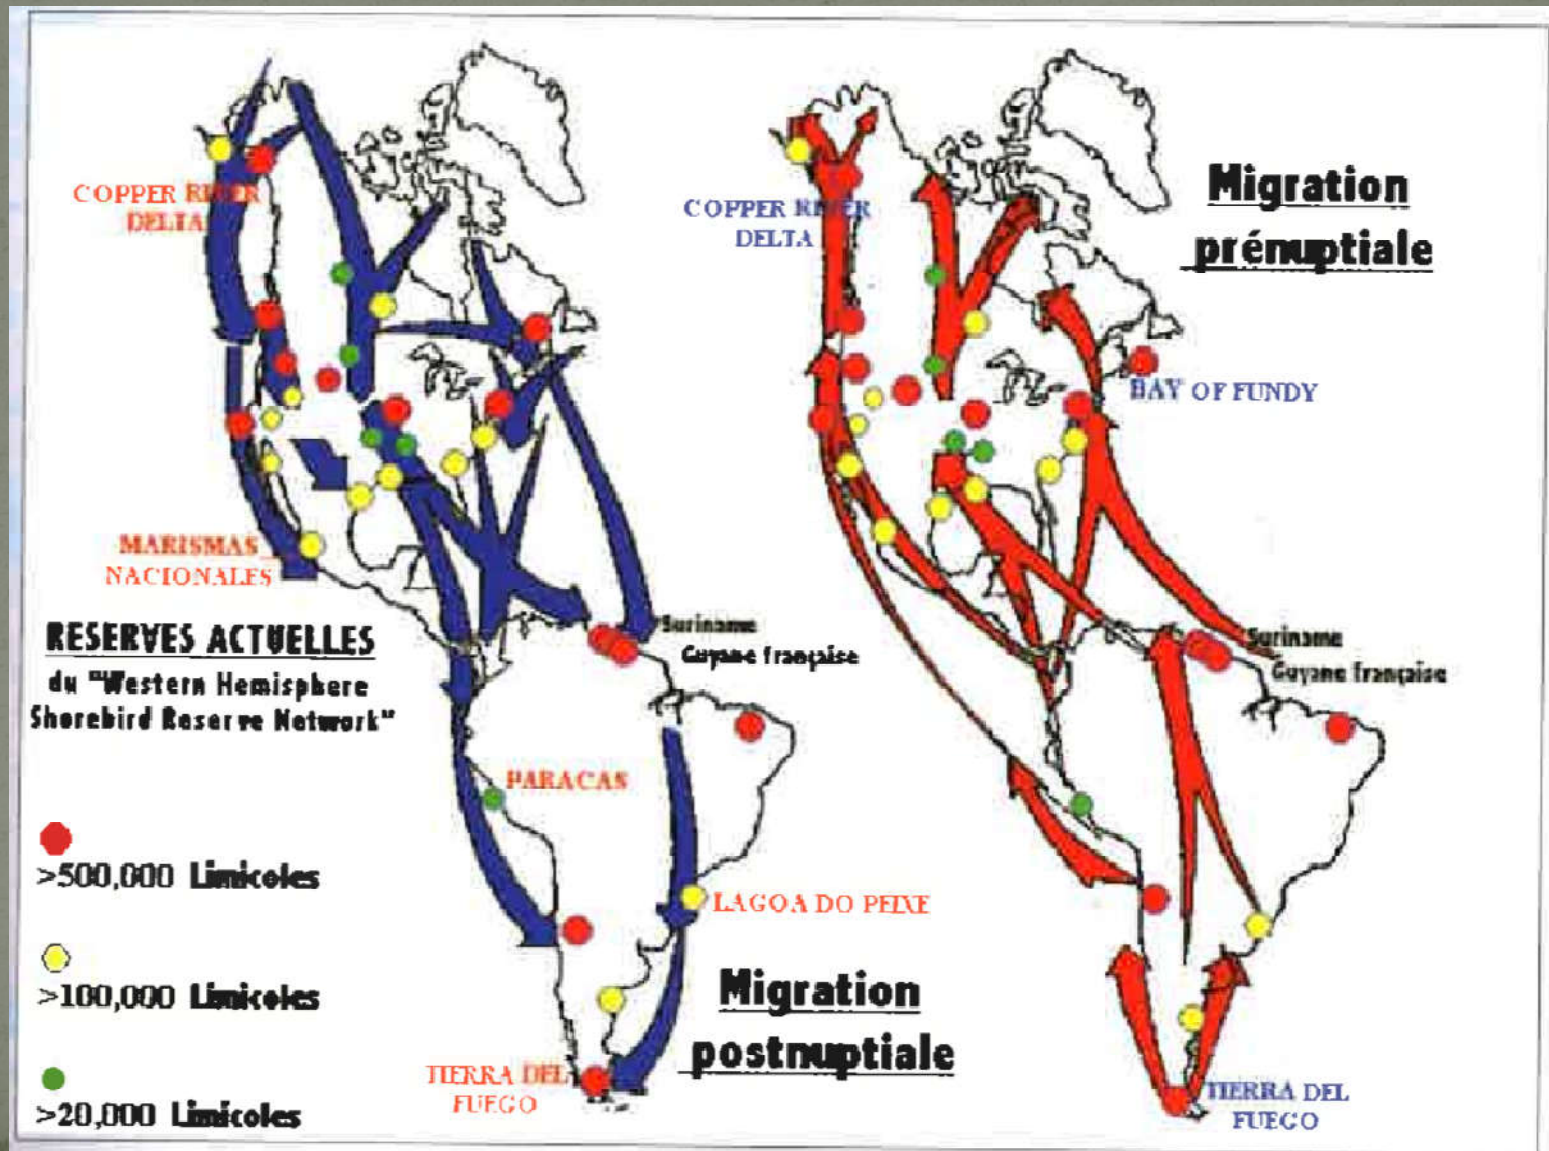 COPPER RIVER
DELTA
MARISMAS
NACIONALES
RESERVES ACTUELLES
du "Western Hemisphere
Shorebird Reserve Network"
>500,000 Limicoles
>100,000 Limicoles
>20,000 Limicoles
Suriname
Guyane française
PARACAS
LAGOA DO PEIXE
Migration
postnuptiale
TIERRA DEL
FUEGO
Migration
prénuptiale
COPPER RIVER
DELTA
BAY OF FUNDY
Suriname
Guyane française
TIERRA DEL
FUEGO